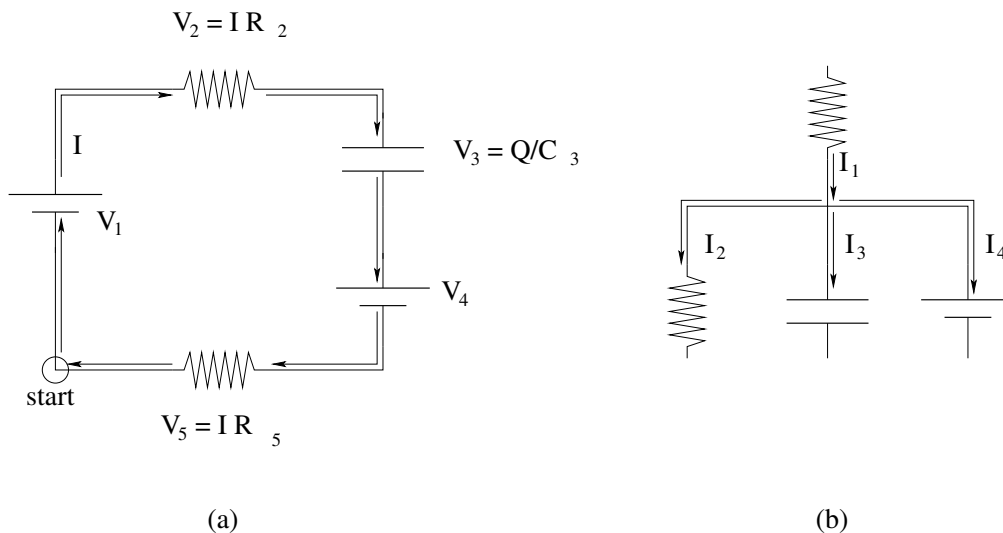 V₂ = I R ₂
I
V₃ = Q/C ₃
V₁
V₄
start
V₅ = I R ₅
(a)
I₁
I₂
I₃
I₄
(b)